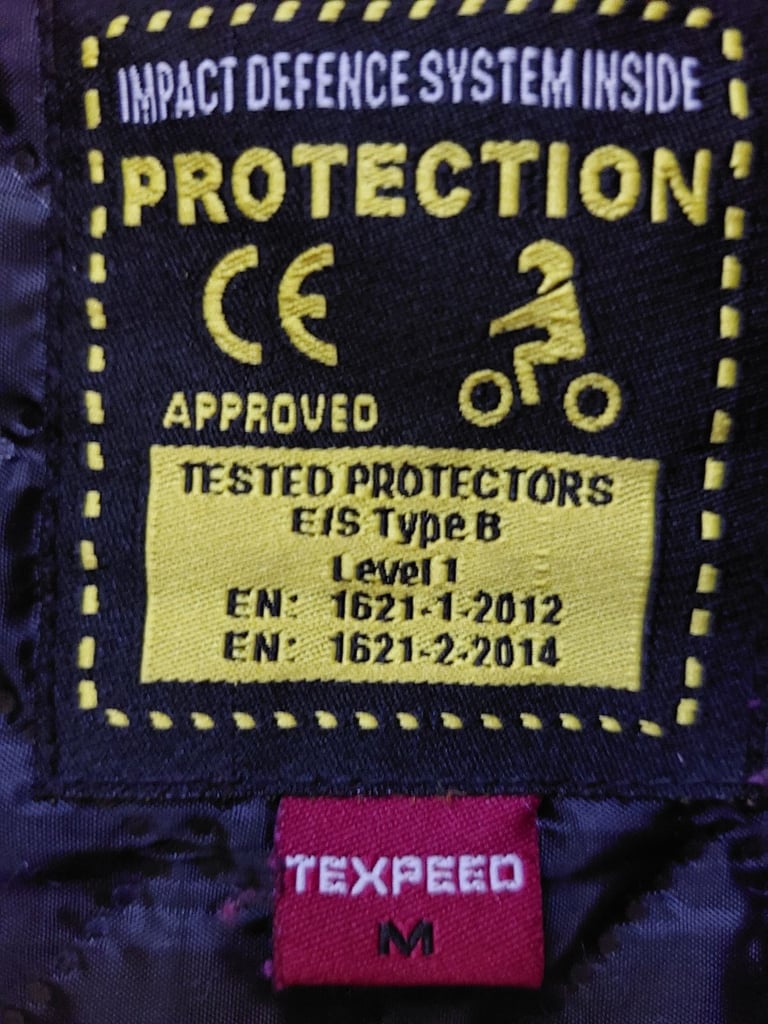 IMPACT DEFENCE SYSTEM INSIDE
PROTECTION
CE
APPROVED
TESTED PROTECTORS
E/S Type B
Level 1
EN: 1621-1-2012
EN: 1621-2-2014
TEXPEED
M